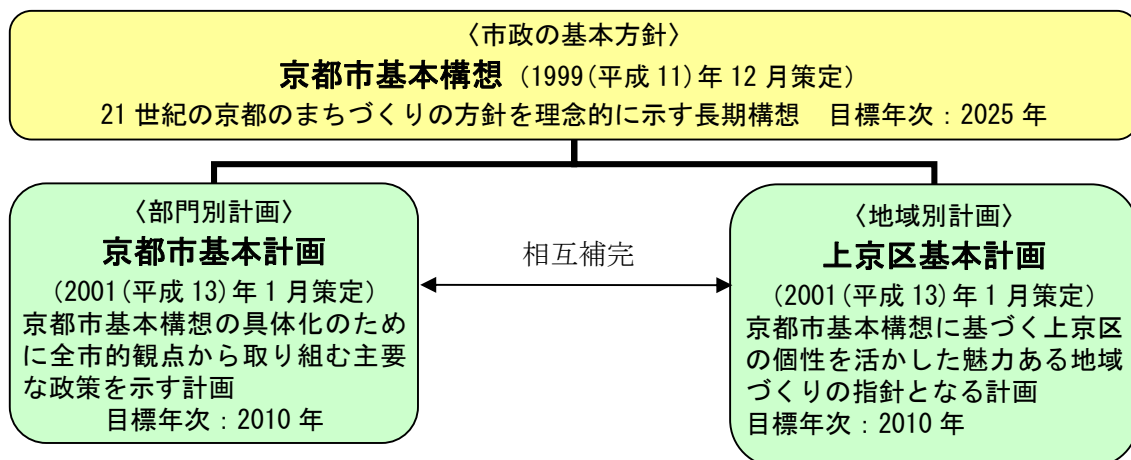 〈市政の基本方針〉
京都市基本構想（1999(平成 11)年 12 月策定）
21 世紀の京都のまちづくりの方針を理念的に示す長期構想　目標年次：2025 年
〈部門別計画〉
京都市基本計画
（2001(平成 13)年 1 月策定）
京都市基本構想の具体化のため
に全市的観点から取り組む主要
な政策を示す計画
目標年次：2010 年
相互補完
〈地域別計画〉
上京区基本計画
（2001(平成 13)年 1 月策定）
京都市基本構想に基づく上京区
の個性を活かした魅力ある地域
づくりの指針となる計画
目標年次：2010 年